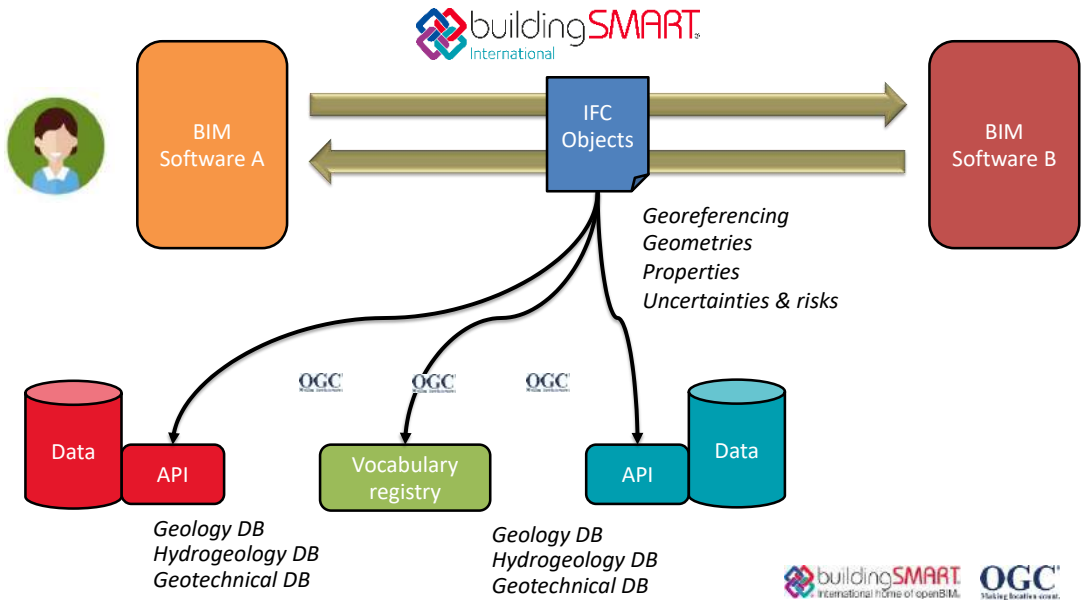 buildingSMART®
International
BIM
Software A
IFC
Objects
BIM
Software B
Georeferencing
Geometries
Properties
Uncertainties & risks
OGC
OGC
OGC
Data
API
Vocabulary
registry
API
Data
Geology DB
Hydrogeology DB
Geotechnical DB
Geology DB
Hydrogeology DB
Geotechnical DB
buildingSMART®
International home of openBIM®
OGC®
Making location count.